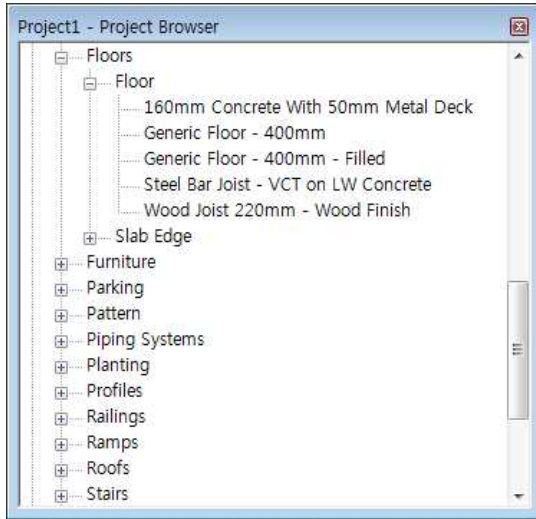 Project1 - Project Browser
Floors
Floor
160mm Concrete With 50mm Metal Deck
Generic Floor - 400mm
Generic Floor - 400mm - Filled
Steel Bar Joist - VCT on LW Concrete
Wood Joist 220mm - Wood Finish
Slab Edge
Furniture
Parking
Pattern
Piping Systems
Planting
Profiles
Railings
Ramps
Roofs
Stairs